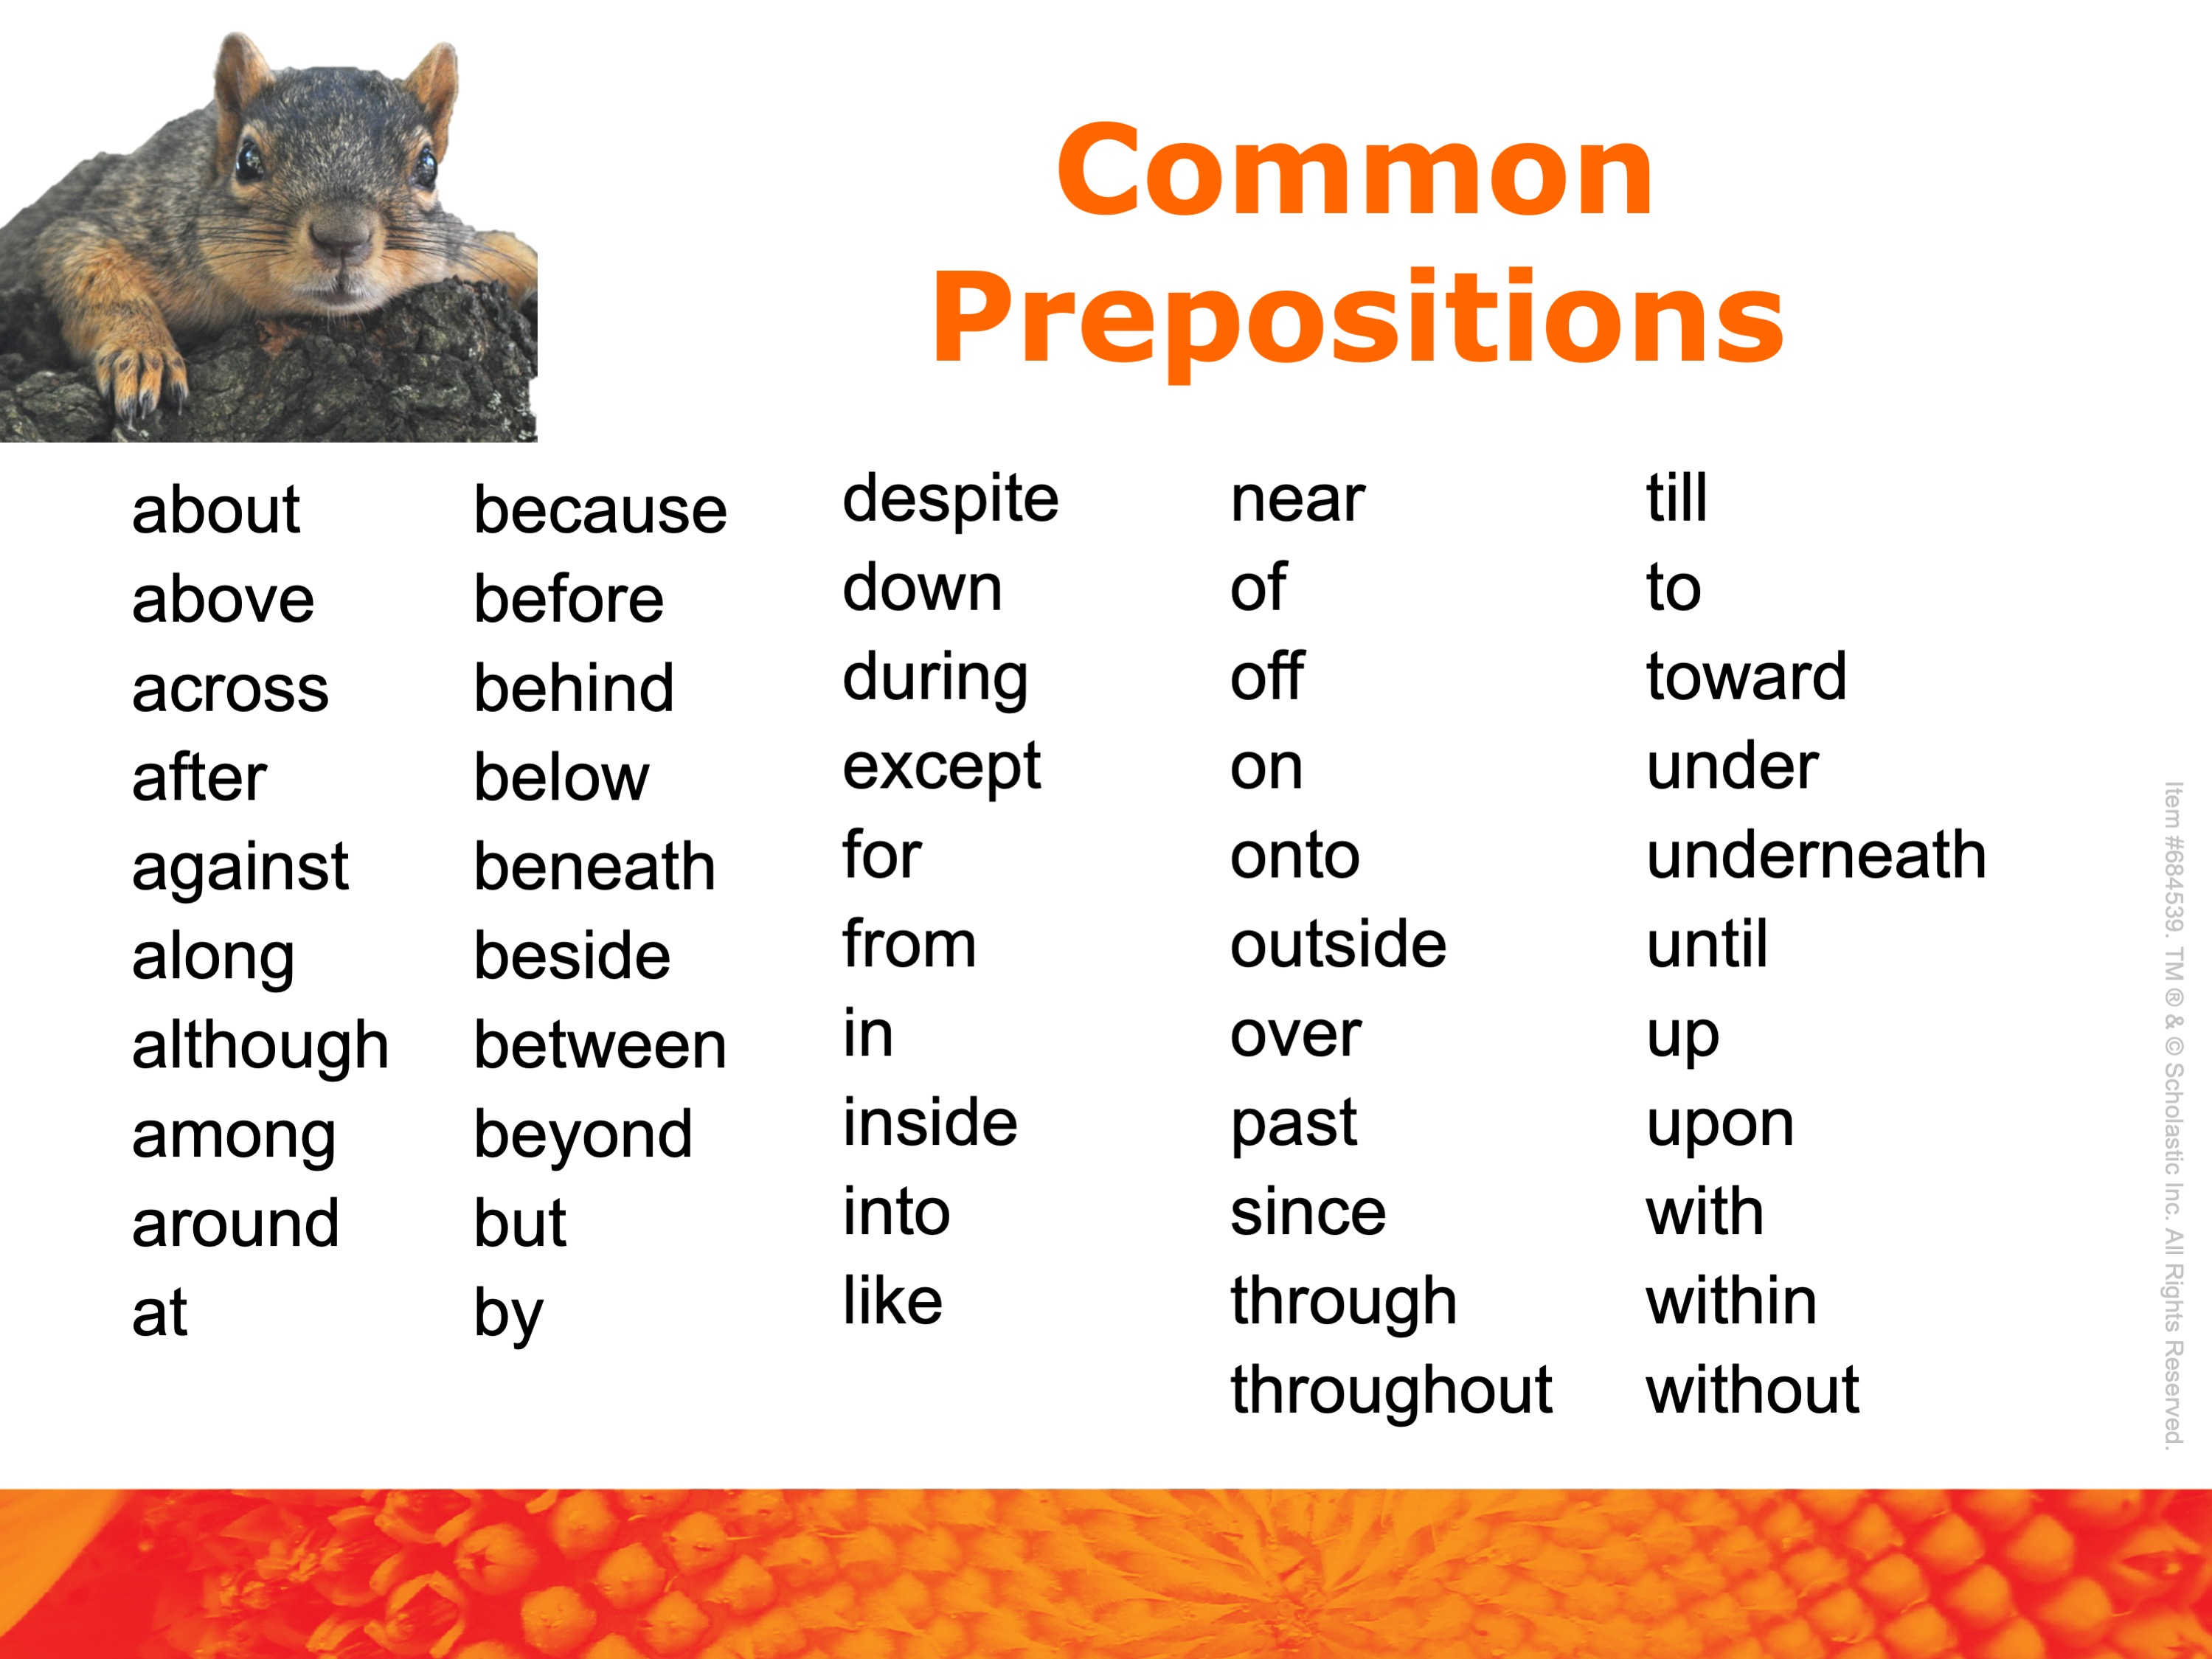 Common
Prepositions
about
above
across
after
against
along
although
among
around
at
because
before
behind
below
beneath
beside
between
beyond
but
by
despite
down
during
except
for
from
in
inside
into
like
near
of
off
on
onto
outside
over
past
since
through
throughout
till
to
toward
under
underneath
until
up
upon
with
within
without
Item #684539. TM ® & © Scholastic Inc. All Rights Reserved.